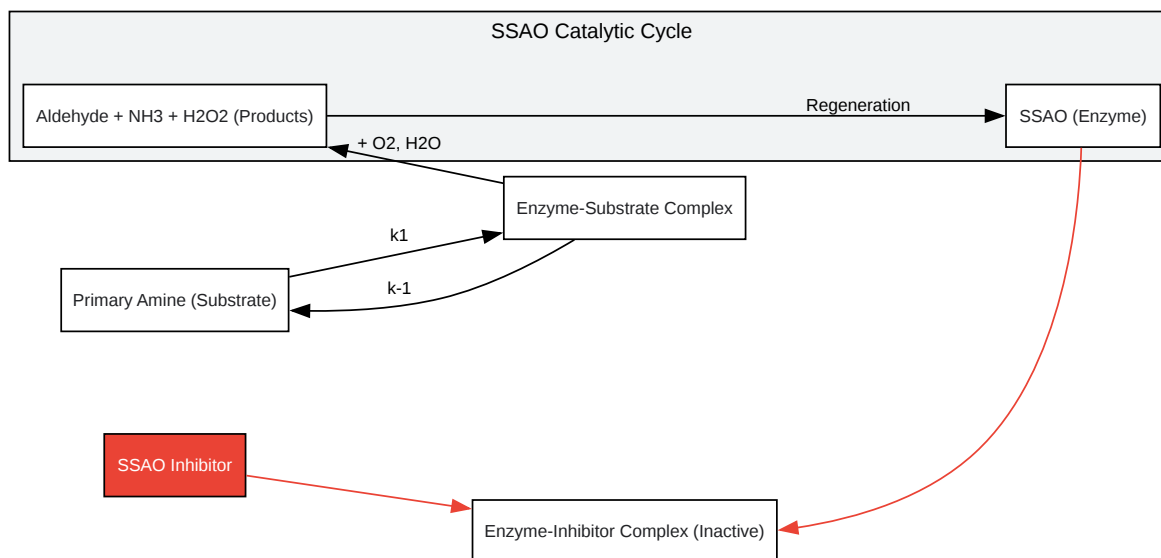 SSAO Catalytic Cycle
Aldehyde + NH3 + H2O2 (Products)
Regeneration
SSAO (Enzyme)
+ O2, H2O
Enzyme-Substrate Complex
k1
Primary Amine (Substrate)
k-1
SSAO Inhibitor
Enzyme-Inhibitor Complex (Inactive)